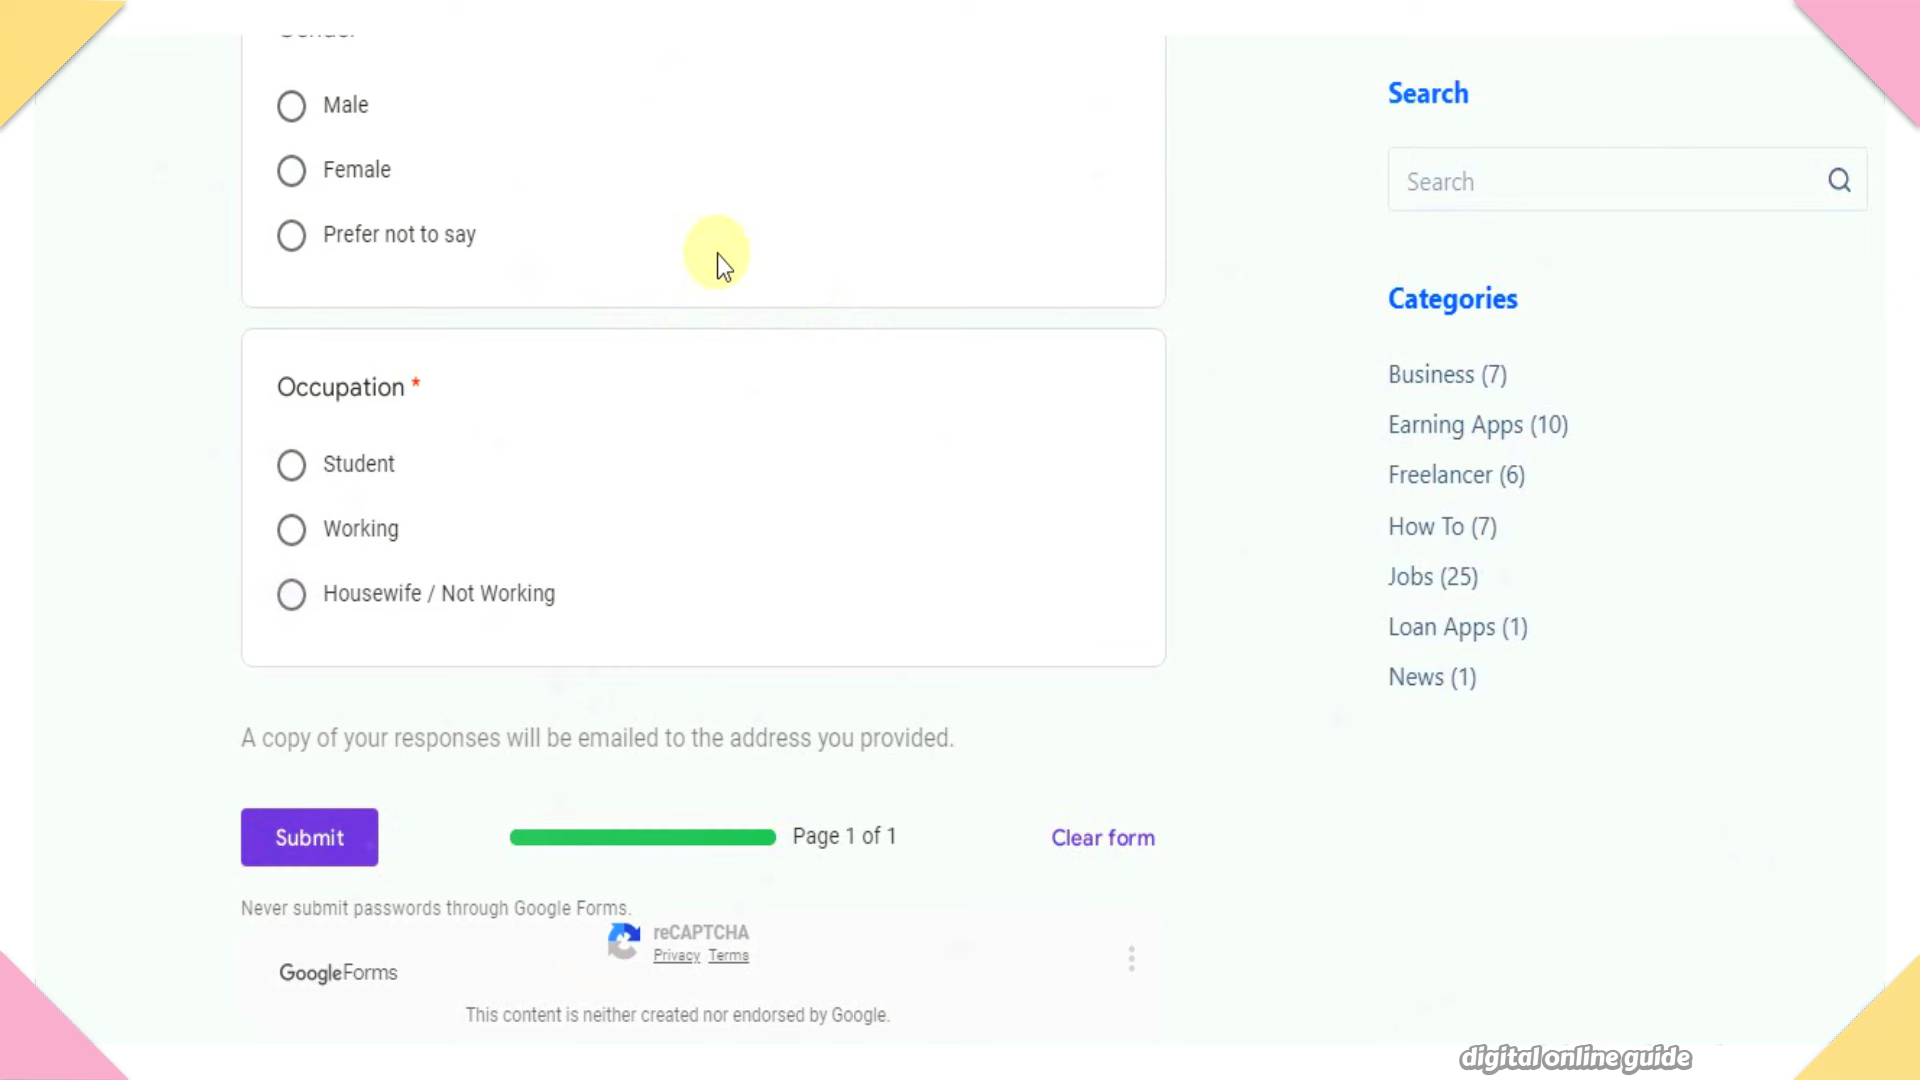 Male
Female
Prefer not to say
Occupation *
Student
Working
Housewife / Not Working
A copy of your responses will be emailed to the address you provided.
Submit
Page 1 of 1
Clear form
Never submit passwords through Google Forms.
reCAPTCHA
Privacy Terms
GoogleForms
This content is neither created nor endorsed by Google.
Search
Search
Categories
Business (7)
Earning Apps (10)
Freelancer (6)
How To (7)
Jobs (25)
Loan Apps (1)
News (1)
digital online guide